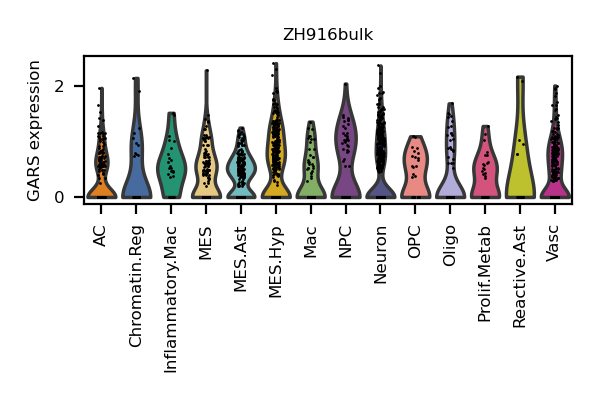 ZH916bulk
GARS expression
2
0
AC
Chromatin.Reg
Inflammatory.Mac
MES
MES.Ast
MES.Hyp
Mac
NPC
Neuron
OPC
Oligo
Prolif.Metab
Reactive.Ast
Vasc